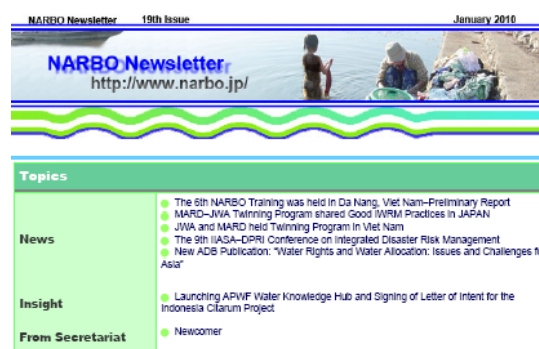 NARBO Newsletter 19th Issue January 2010
NARBO Newsletter
http://www.narbo.jp/
Topics
News
The 6th NARBO Training was held in Da Nang, Viet Nam–Preliminary Report
MARD–JWA Twinning Program shared Good IWRM Practices in JAPAN
JWA and MARD held Twinning Program in Viet Nam
The 9th IIASA–DPRI Conference on Integrated Disaster Risk Management
New ADB Publication: "Water Rights and Water Allocation: Issues and Challenges f
Asia"
Insight
Launching APWF Water Knowledge Hub and Signing of Letter of Intent for the
Indonesia Citarum Project
From Secretariat
Newcomer